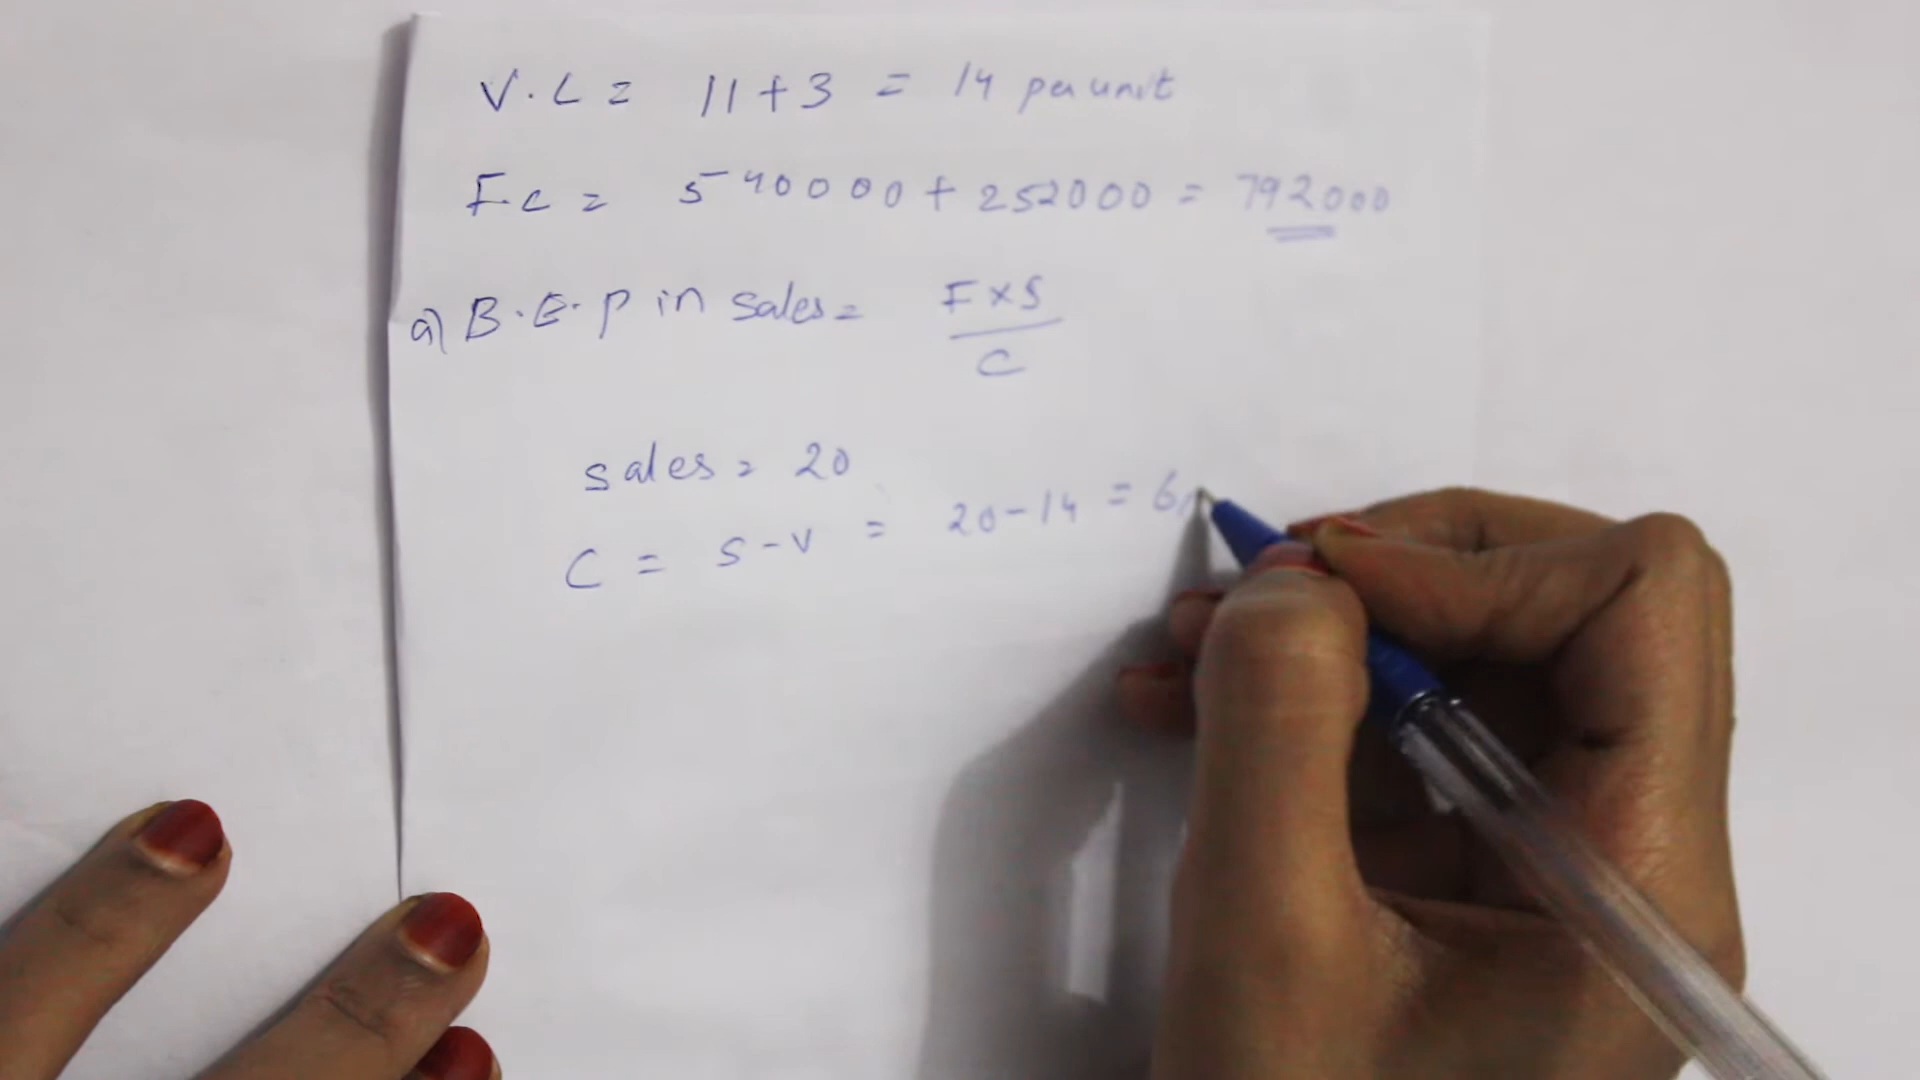 V.C = 11+3 = 14 per unit
F.C = 540000 + 252000 = 792000
a) B.E.P in sales = F×S
C
sales = 20
C = S-V = 20-14 = 6